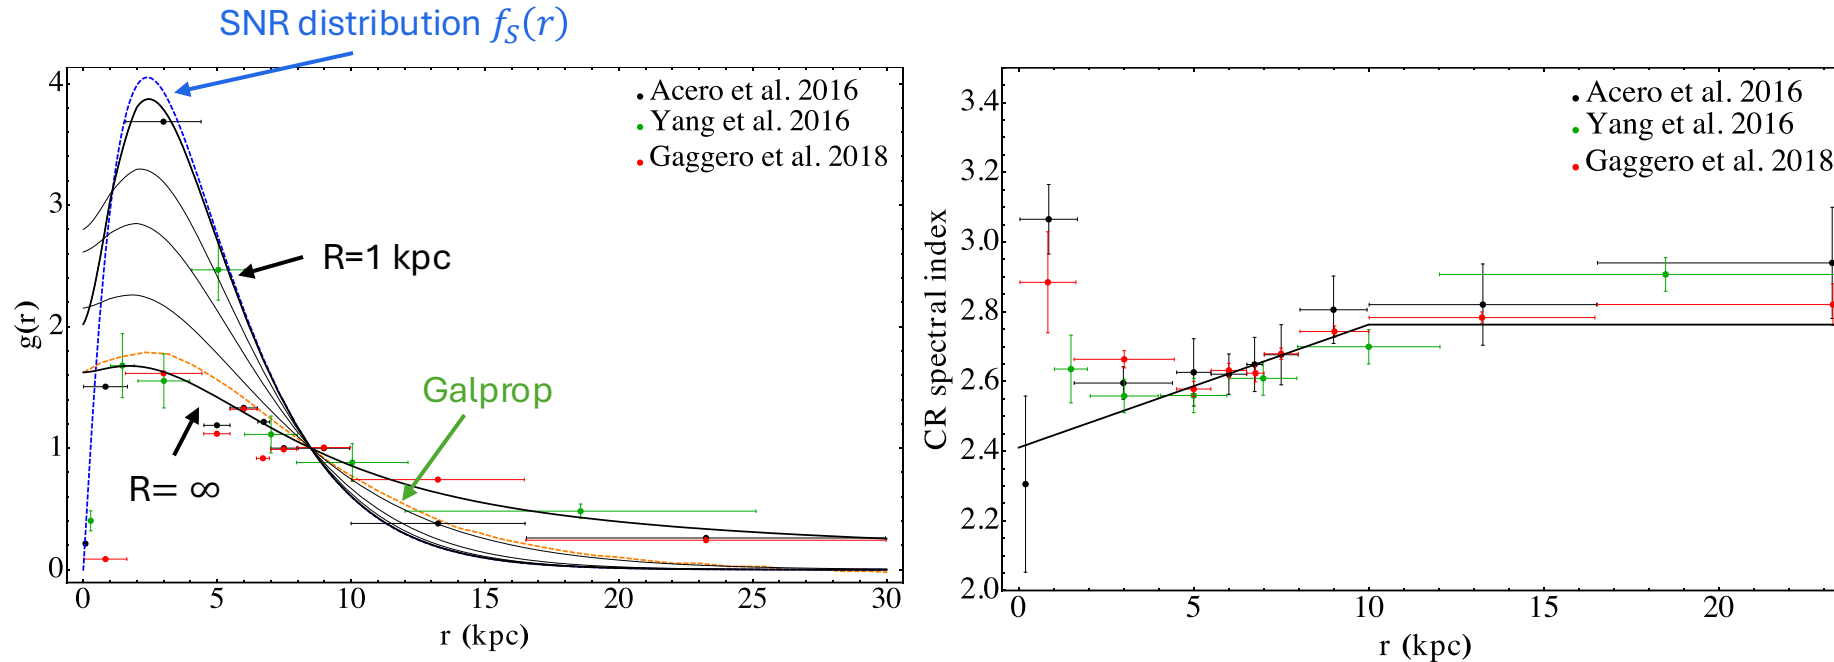 SNR distribution f_S(r)
4
3
2
1
0
g(r)
Acero et al. 2016
Yang et al. 2016
Gaggero et al. 2018
R=1 kpc
Galprop
R= ∞
0 5 10 15 20 25 30
r (kpc)
3.4
3.2
3.0
2.8
2.6
2.4
2.2
2.0
CR spectral index
Acero et al. 2016
Yang et al. 2016
Gaggero et al. 2018
0 5 10 15 20
r (kpc)